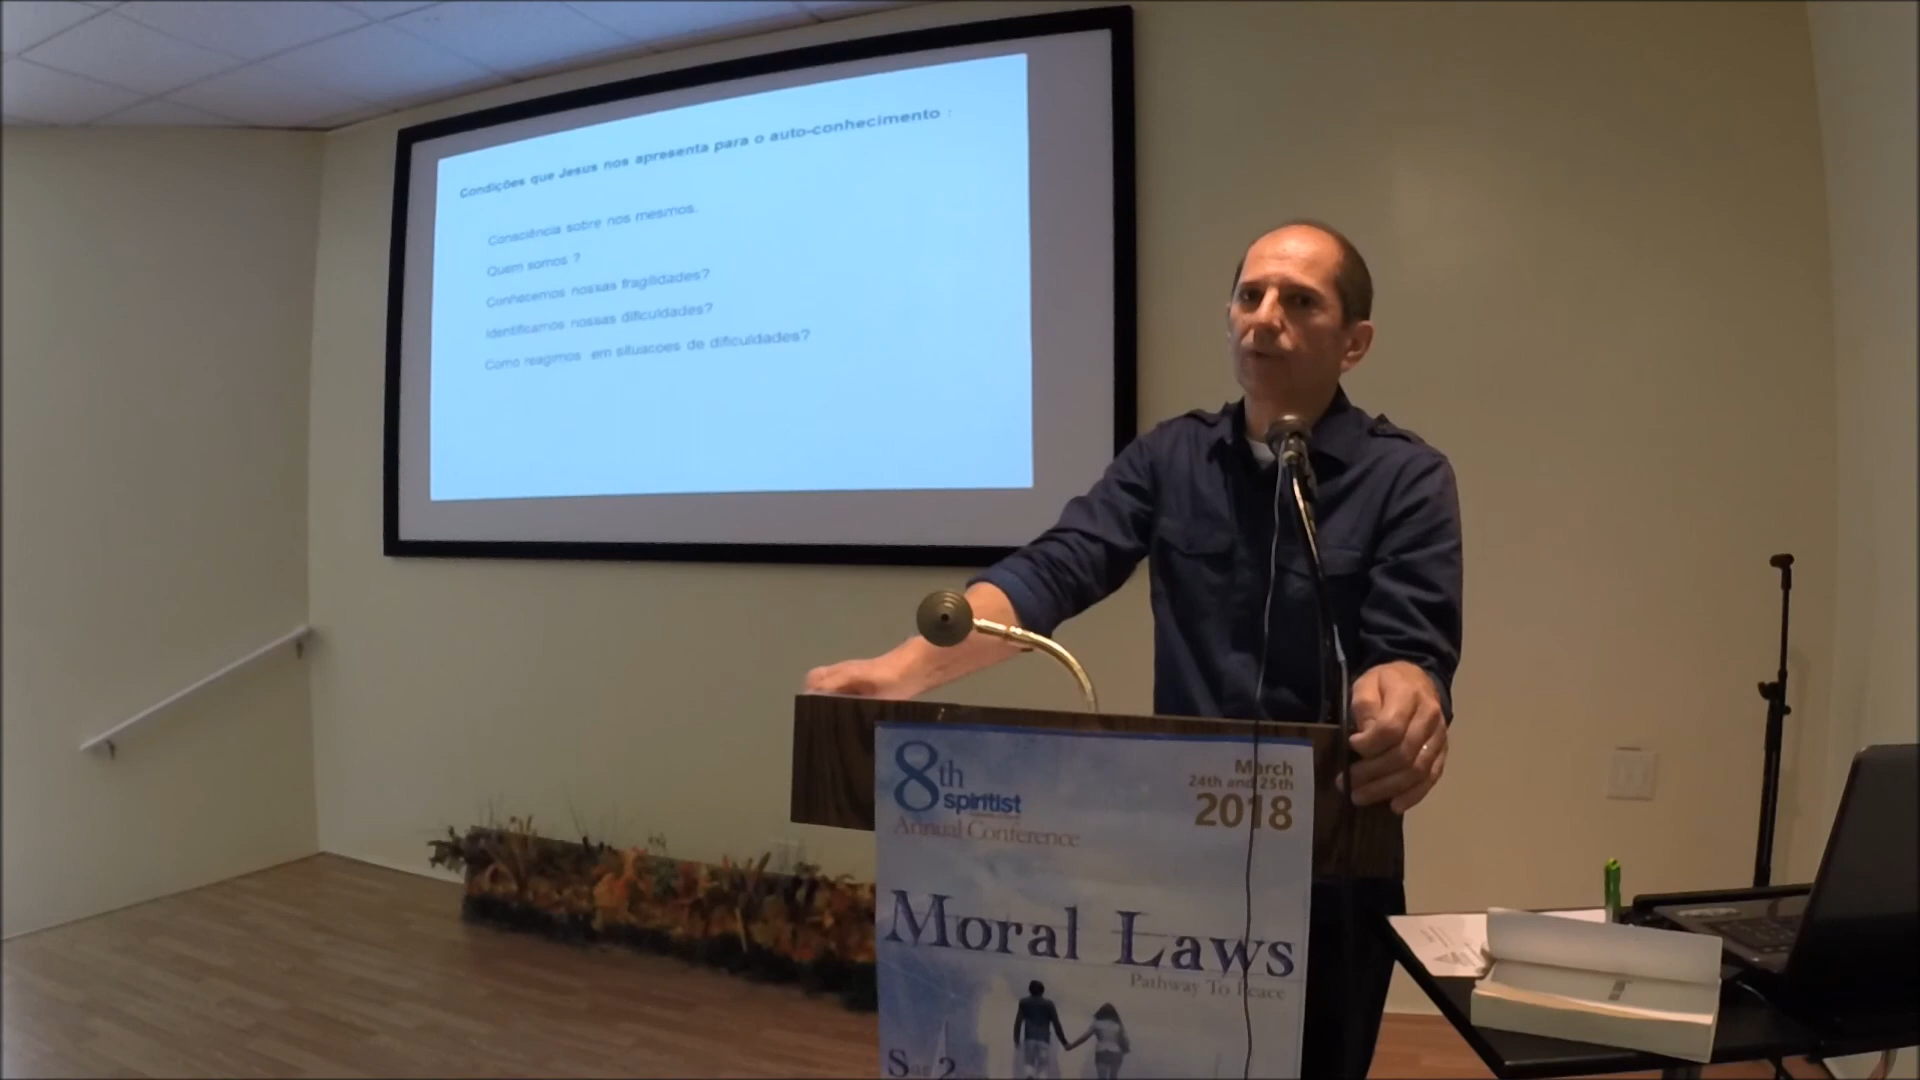 Condições que Jesus nos apresenta para o auto-conhecimento :
Consciência sobre nos mesmos.
Quem somos ?
Conhecemos nossas fragilidades?
Identificamos nossas dificuldades?
Como reagimos em situacoes de dificuldades?
8th
spiritist
Annual Conference
March
24th and 25th
2018
Moral Laws
Pathway To Peace